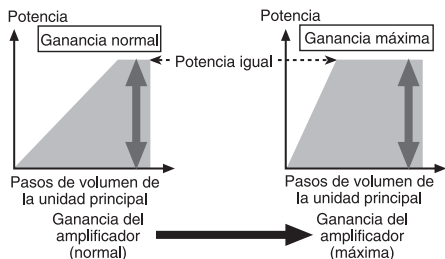 Potencia
Ganancia normal
Potencia igual
Pasos de volumen de
la unidad principal
Ganancia del
amplificador
(normal)
Potencia
Ganancia máxima
Pasos de volumen de
la unidad principal
Ganancia del
amplificador
(máxima)